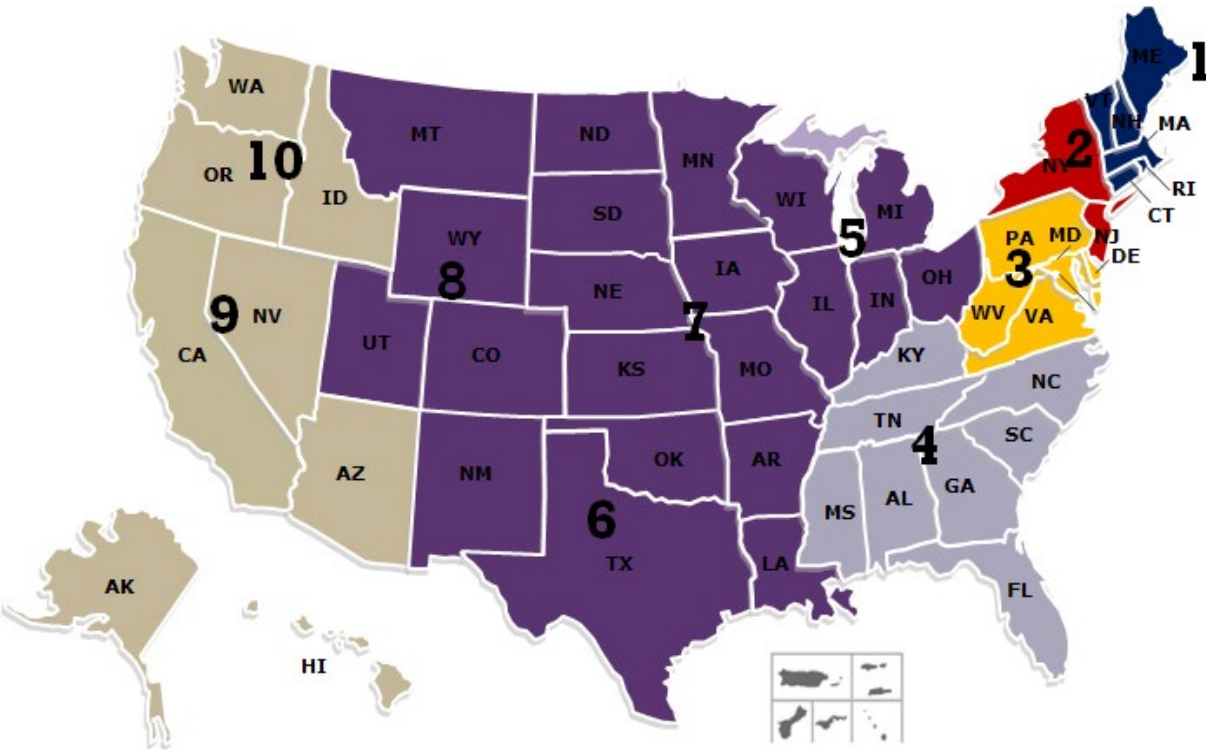 ME
1
WA
MT
ND
VT
NH
MA
MN
2
10
NY
OR
ID
WI
MI
RI
SD
CT
WY
5
PA
MD
NJ
DE
3
IA
OH
8
NE
IL
IN
9
NV
7
WV
VA
UT
CO
KY
CA
KS
MO
NC
TN
SC
4
OK
AR
AZ
NM
GA
AL
MS
6
TX
LA
AK
FL
HI